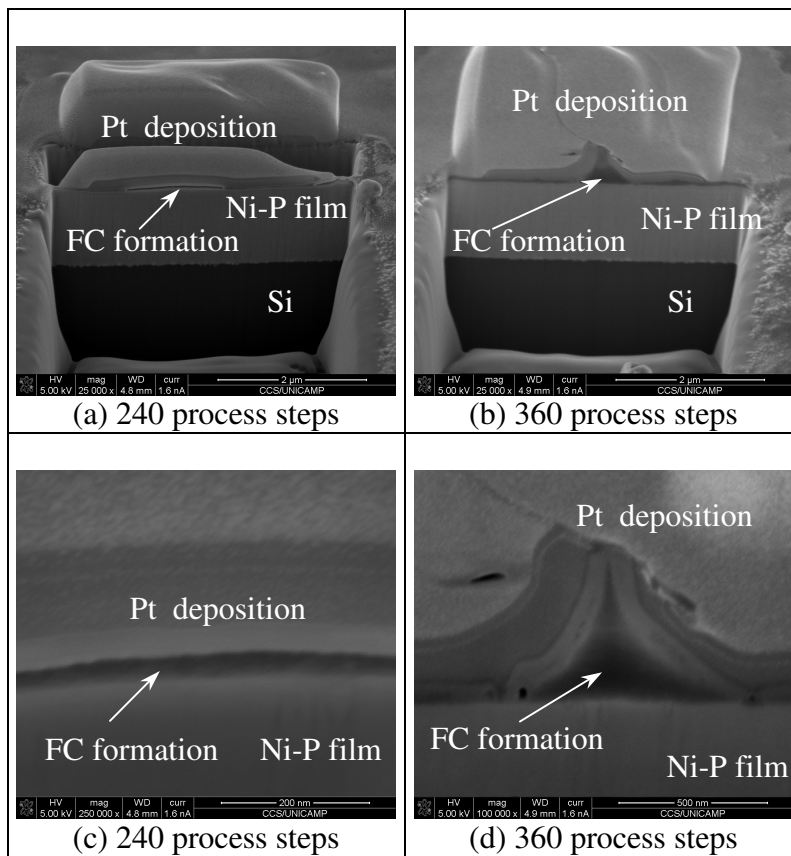 Pt deposition
Ni-P film
FC formation
Si
HV mag WD curr 2 µm
5.00 kV 25 000 x 4.8 mm 1.6 nA CCS/UNICAMP
(a) 240 process steps
Pt deposition
Ni-P film
FC formation
Si
HV mag WD curr 2 µm
5.00 kV 25 000 x 4.9 mm 1.6 nA CCS/UNICAMP
(b) 360 process steps
Pt deposition
FC formation
Ni-P film
HV mag WD curr 200 nm
5.00 kV 250 000 x 4.8 mm 1.6 nA CCS/UNICAMP
(c) 240 process steps
Pt deposition
FC formation
Ni-P film
HV mag WD curr 500 nm
5.00 kV 100 000 x 4.9 mm 1.6 nA CCS/UNICAMP
(d) 360 process steps